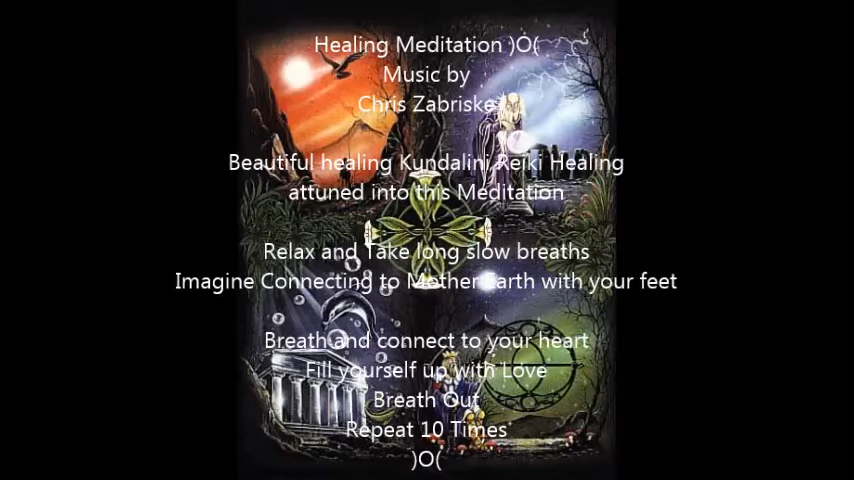 Healing Meditation )O(
Music by
Chris Zabriske
Beautiful healing Kundalini Reiki Healing
attuned into this Meditation
Relax and Take long slow breaths
Imagine Connecting to Mother Earth with your feet
Breath and connect to your heart
Fill yourself up with Love
Breath Out
Repeat 10 Times
)O(